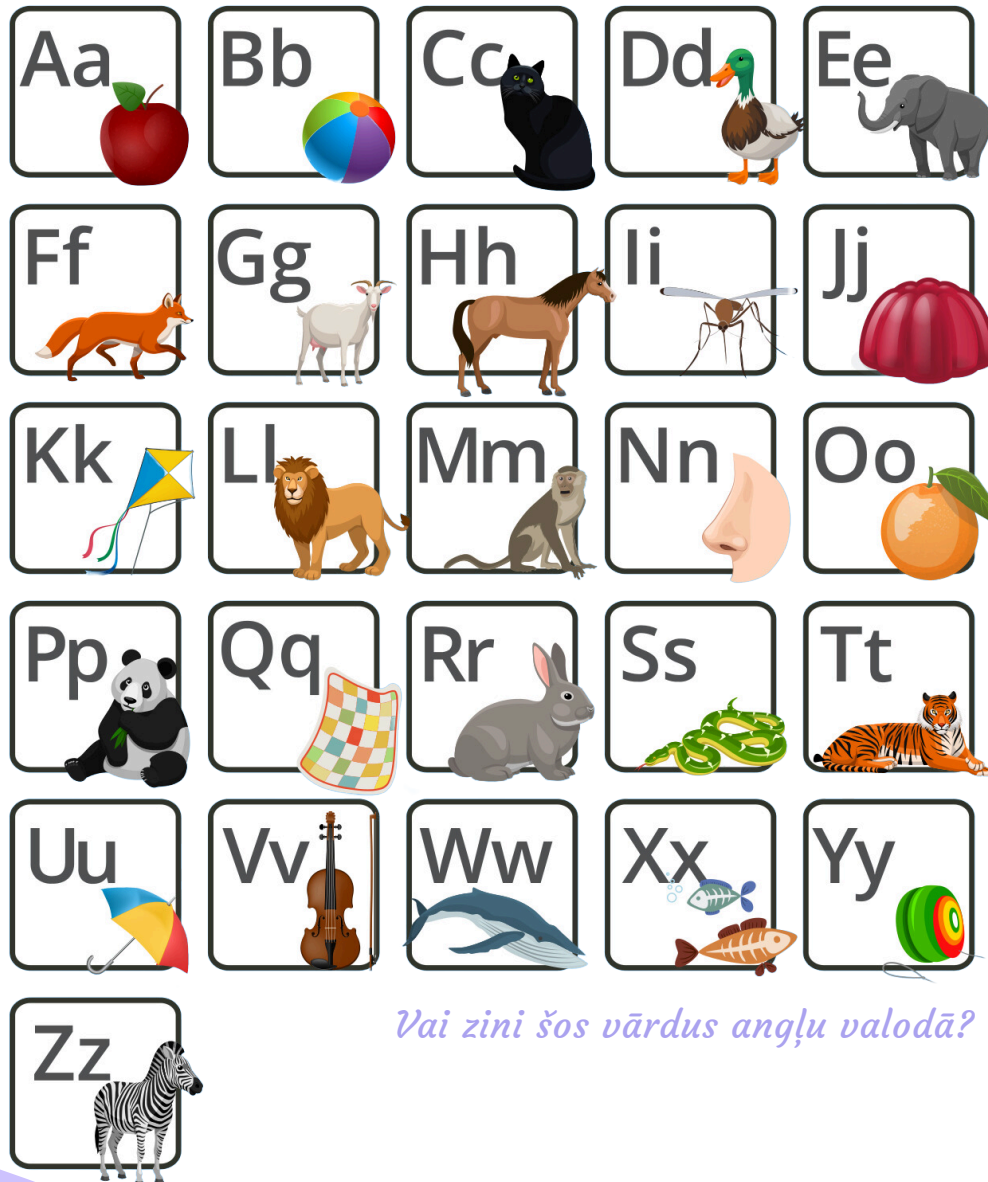 Aa Bb Cc Dd Ee
Ff Gg Hh Ii Jj
Kk Ll Mm Nn Oo
Pp Qq Rr Ss Tt
Uu Vv Ww Xx Yy
Vai zini šos vārdus angļu valodā?
Zz